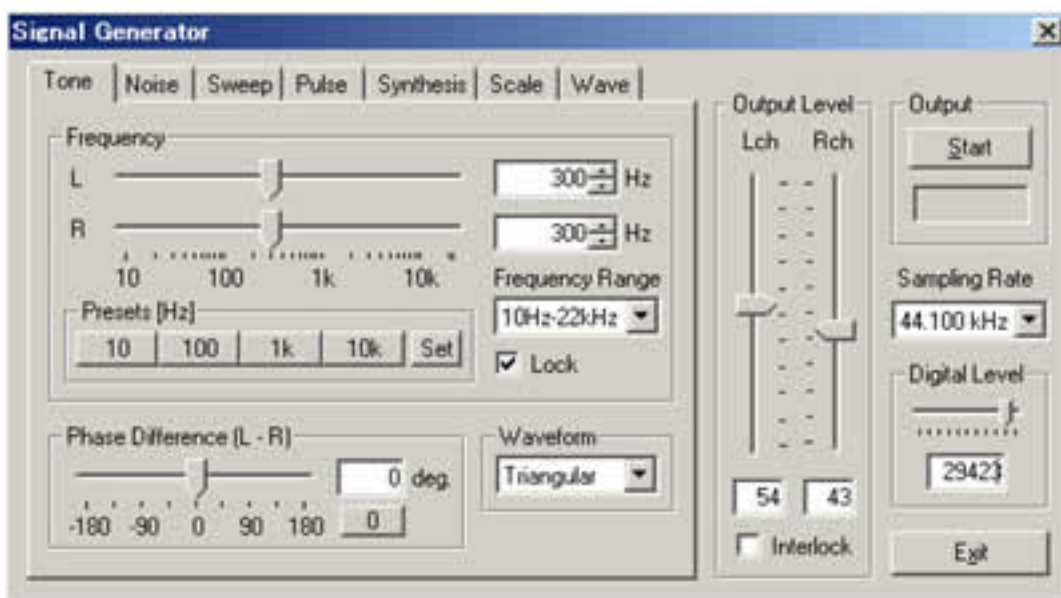 Signal Generator
Tone Noise Sweep Pulse Synthesis Scale Wave
Frequency
L
300 Hz
R
300 Hz
10 100 1k 10k
Frequency Range
10Hz-22kHz
Lock
Presets [Hz]
10 100 1k 10k Set
Phase Difference (L - R)
0 deg.
-180 -90 0 90 180
0
Waveform
Triangular
Output Level
Lch Rch
54 43
Interlock
Output
Start
Sampling Rate
44.100 kHz
Digital Level
29423
Exit